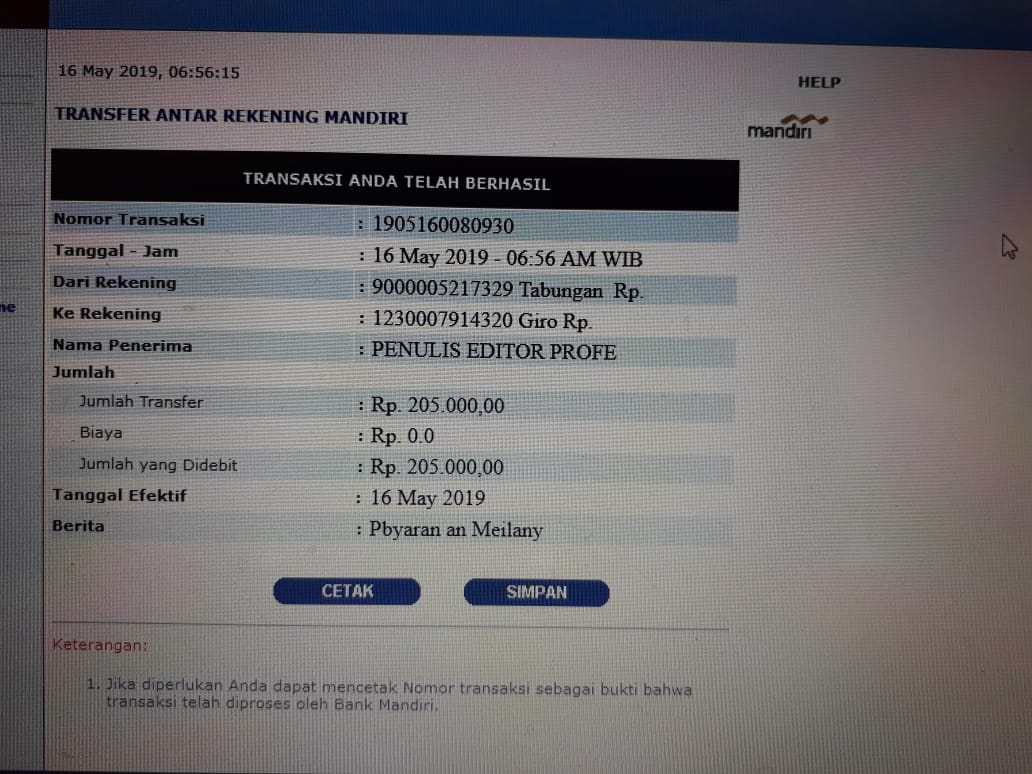 16 May 2019, 06:56:15
HELP
TRANSFER ANTAR REKENING MANDIRI
mandiri
TRANSAKSI ANDA TELAH BERHASIL
Nomor Transaksi : 1905160080930
Tanggal - Jam : 16 May 2019 - 06:56 AM WIB
Dari Rekening : 9000005217329 Tabungan Rp.
me
Ke Rekening : 1230007914320 Giro Rp.
Nama Penerima : PENULIS EDITOR PROFE
Jumlah
Jumlah Transfer : Rp. 205.000,00
Biaya : Rp. 0.0
Jumlah yang Didebit : Rp. 205.000,00
Tanggal Efektif : 16 May 2019
Berita : Pbyaran an Meilany
CETAK SIMPAN
Keterangan:
1. Jika diperlukan Anda dapat mencetak Nomor transaksi sebagai bukti bahwa
transaksi telah diproses oleh Bank Mandiri.